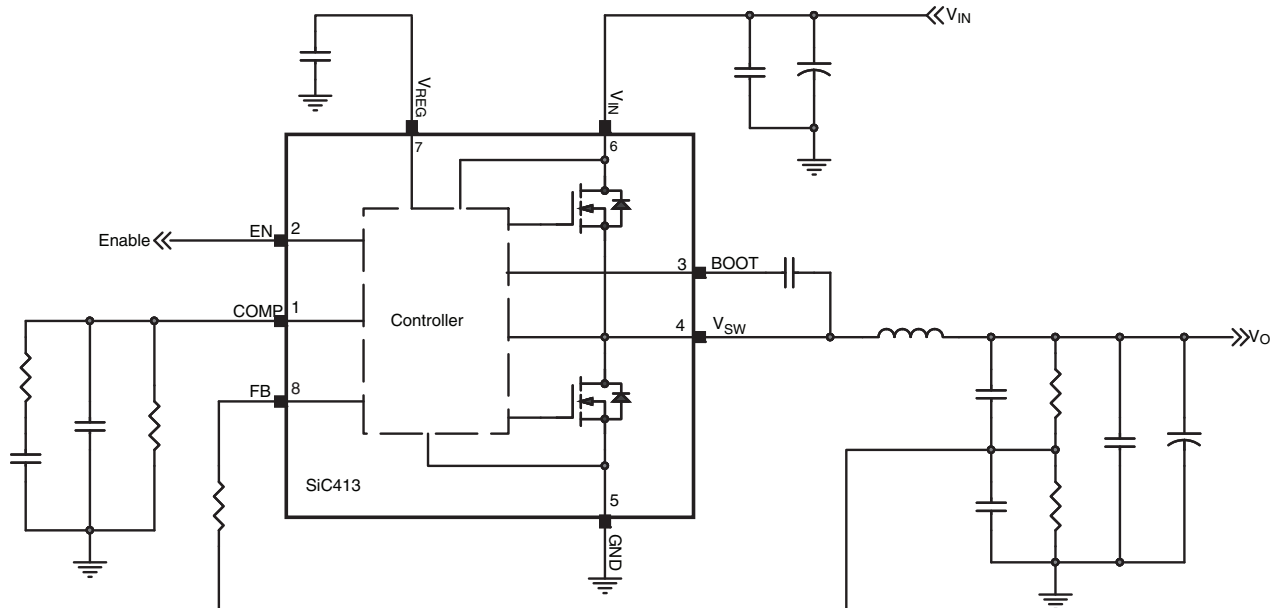 VIN
VREG
VIN
7
6
EN
2
Enable
3
BOOT
COMP
1
Controller
4
VSW
VO
FB
8
SiC413
5
GND